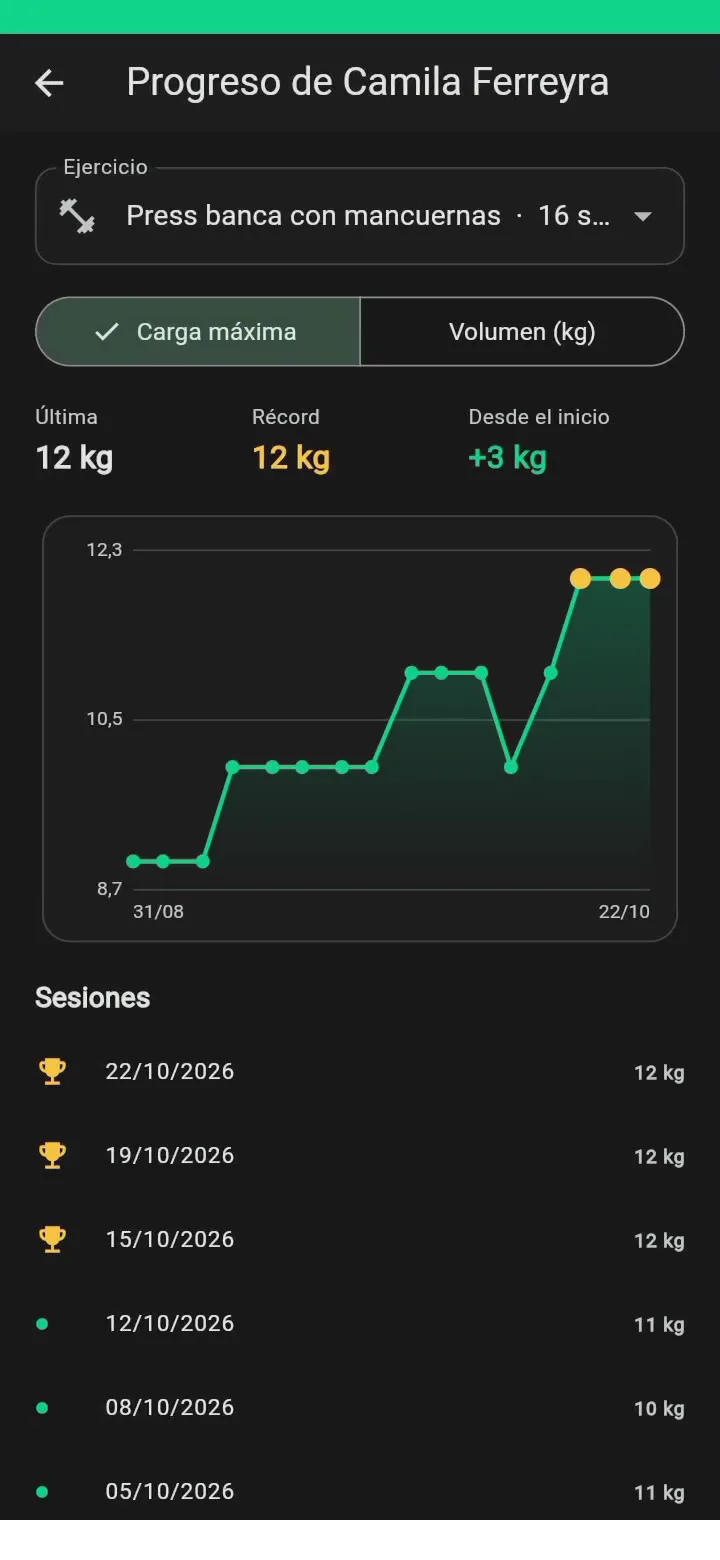 Progreso de Camila Ferreyra
Ejercicio
Press banca con mancuernas · 16 s...
Carga máxima
Volumen (kg)
Última
Récord
Desde el inicio
12 kg
12 kg
+3 kg
12,3
10,5
8,7
31/08
22/10
Sesiones
22/10/2026
12 kg
19/10/2026
12 kg
15/10/2026
12 kg
12/10/2026
11 kg
08/10/2026
10 kg
05/10/2026
11 kg